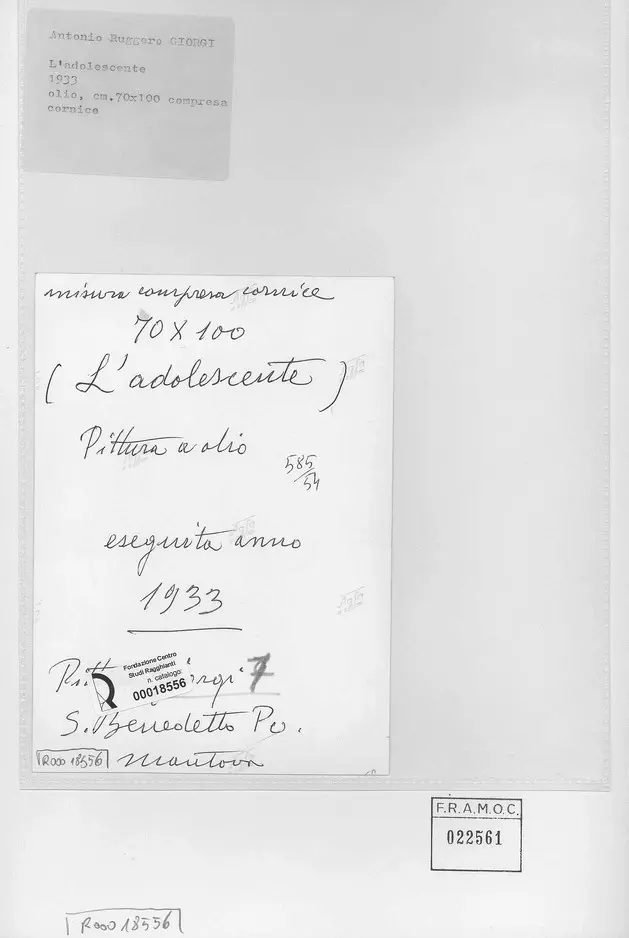 Antonio Ruggero GIORGI
L'adolescente
1933
olio, cm.70x100 compresa
cornice
misura compresa cornice
70 X 100
( L'adolescente )
Pittura a olio
585/54
eseguita anno
1933
Fondazione Centro
Studi Ragghianti
n. catalogo:
00018556
7
S. Benedetto Po.
R000 18556
Mantova
F.R.A.M.O.C.
022561
R000 18556